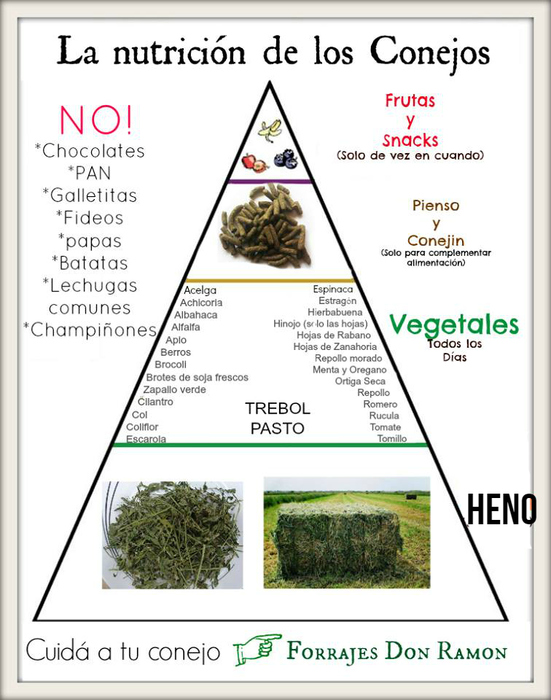 La nutrición de los Conejos
NO!
*Chocolates
*PAN
*Galletitas
*Fideos
*papas
*Batatas
*Lechugas
comunes
*Champiñones
Frutas
y
Snacks
(Solo de vez en cuando)
Pienso
y
Conejin
(Solo para complementar
alimentación)
Acelga
Achicoria
Albahaca
Alfalfa
Apio
Berros
Brocoli
Brotes de soja frescos
Zapallo verde
Cilantro
Col
Coliflor
Escarola
TREBOL
PASTO
Espinaca
Estragón
Hierbabuena
Hinojo (solo las hojas)
Hojas de Rabano
Hojas de Zanahoria
Repollo morado
Menta y Oregano
Ortiga Seca
Repollo
Romero
Rucula
Tomate
Tomillo
Vegetales
Todos los
Días
HENO
Cuidá a tu conejo
Forrajes Don Ramon